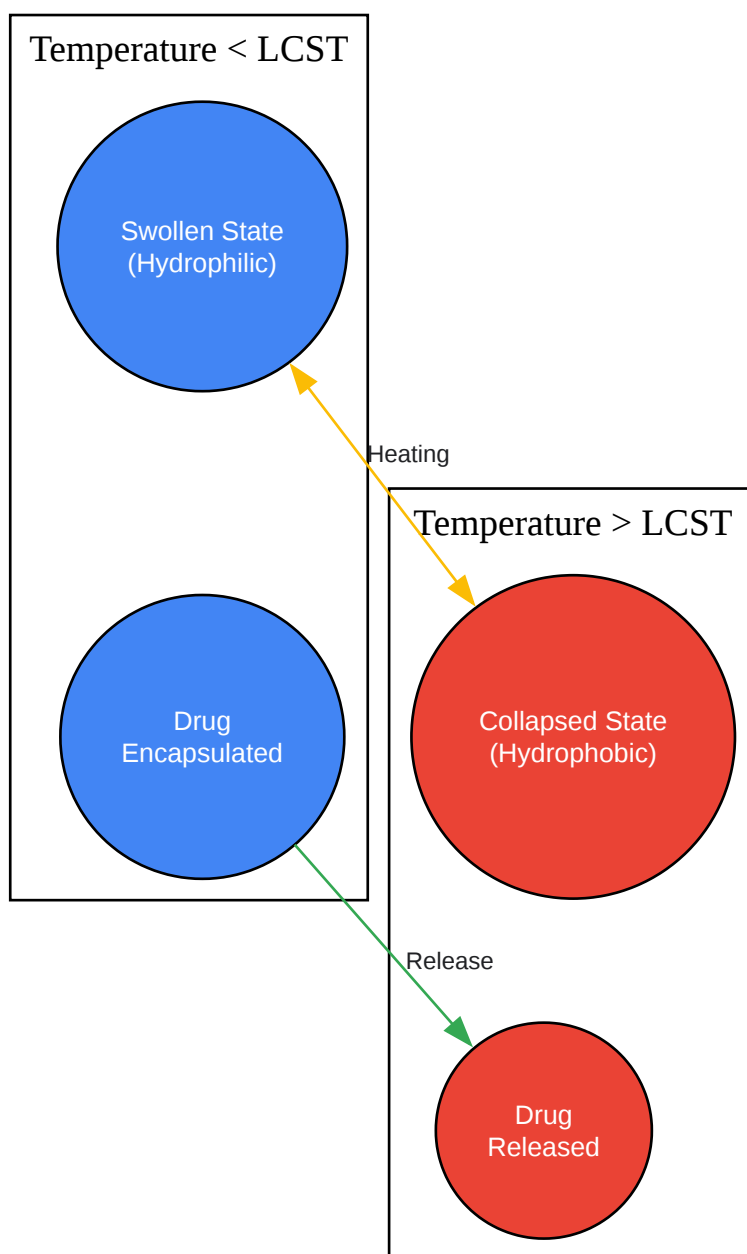 Temperature < LCST
Swollen State
(Hydrophilic)
Heating
Temperature > LCST
Drug
Encapsulated
Collapsed State
(Hydrophobic)
Release
Drug
Released